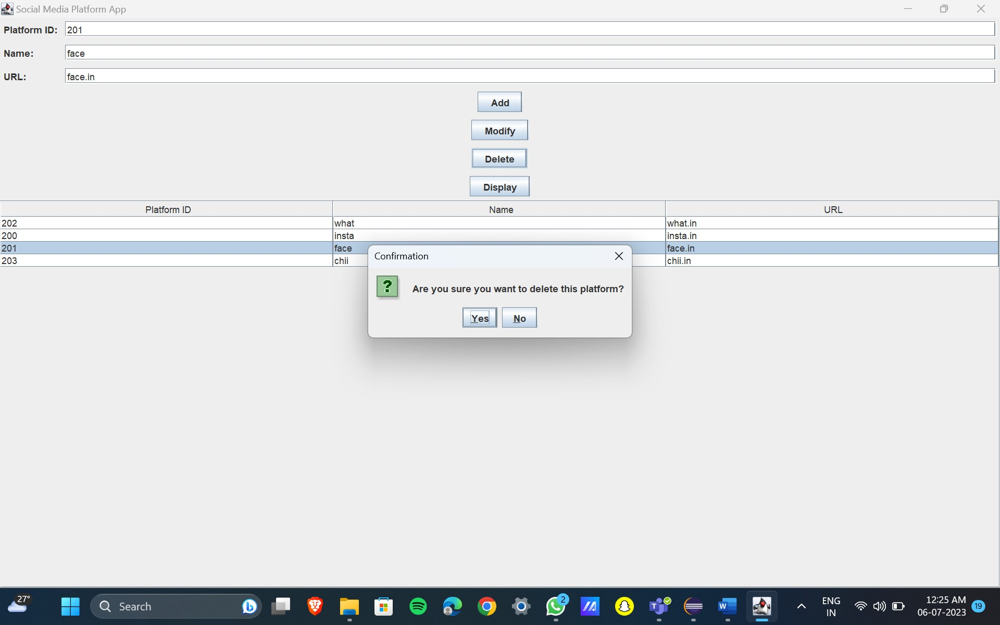 Social Media Platform App
Platform ID: 201
Name: face
URL: face.in
Add
Modify
Delete
Display
Platform ID Name URL
202 what what.in
200 insta insta.in
201 face face.in
203 chii chii.in
Confirmation
?
Are you sure you want to delete this platform?
Yes No
27°
Search
2
W
ENG
IN
12:25 AM
06-07-2023
19